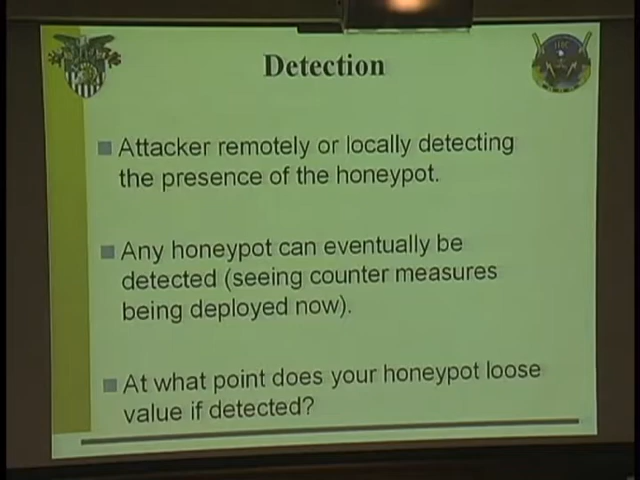 Detection
Attacker remotely or locally detecting
the presence of the honeypot.
Any honeypot can eventually be
detected (seeing counter measures
being deployed now).
At what point does your honeypot loose
value if detected?